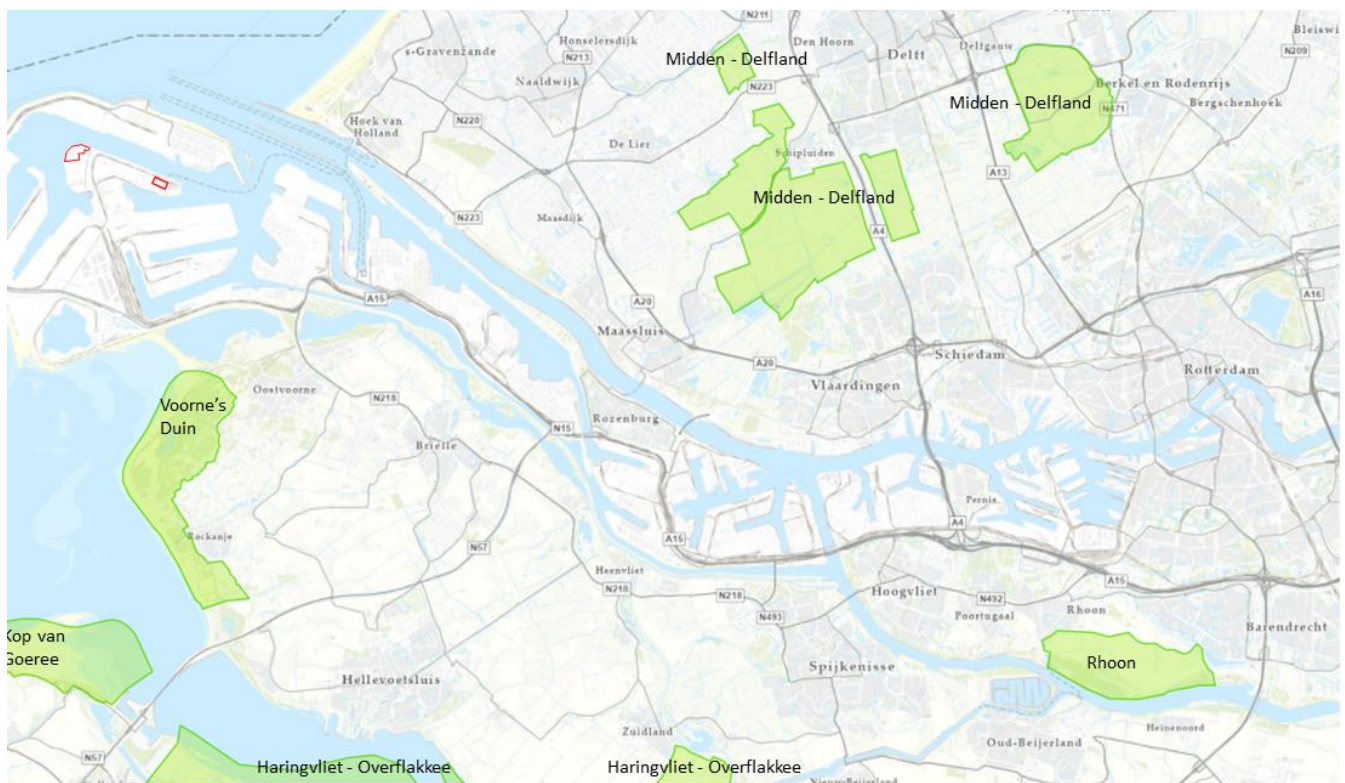 N211
Bleiswi
s-Gravenzande
Honselersdijk
N213
Midden - Delfland
Den Hoorn
Delft
Delfgauw
N209
Naaldwijk
N223
Berkel en Rodenrijs
Midden - Delfland
N471
Bergschenhoek
Hoek van
Holland
N220
De Lier
Schipluiden
A13
Midden - Delfland
N223
Maasdijk
A4
A20
A16
Maassluis
A20
Schiedam
Vlaardingen
Rotterdam
A15
Voorne's
Duin
Oostvoorne
N218
Rozenburg
Brielle
N15
Pernis
A4
Rockanje
A15
N57
Heenvliet
N218
N218
N493
Hoogvliet
A15
N492
Poortugaal
Rhoon
Barendrecht
Kop van
Goeree
Rhoon
Hellevoetsluis
Spijkenisse
Zuidland
Heinenoord
Oud-Beijerland
N57
Haringvliet - Overflakkee
Haringvliet - Overflakkee